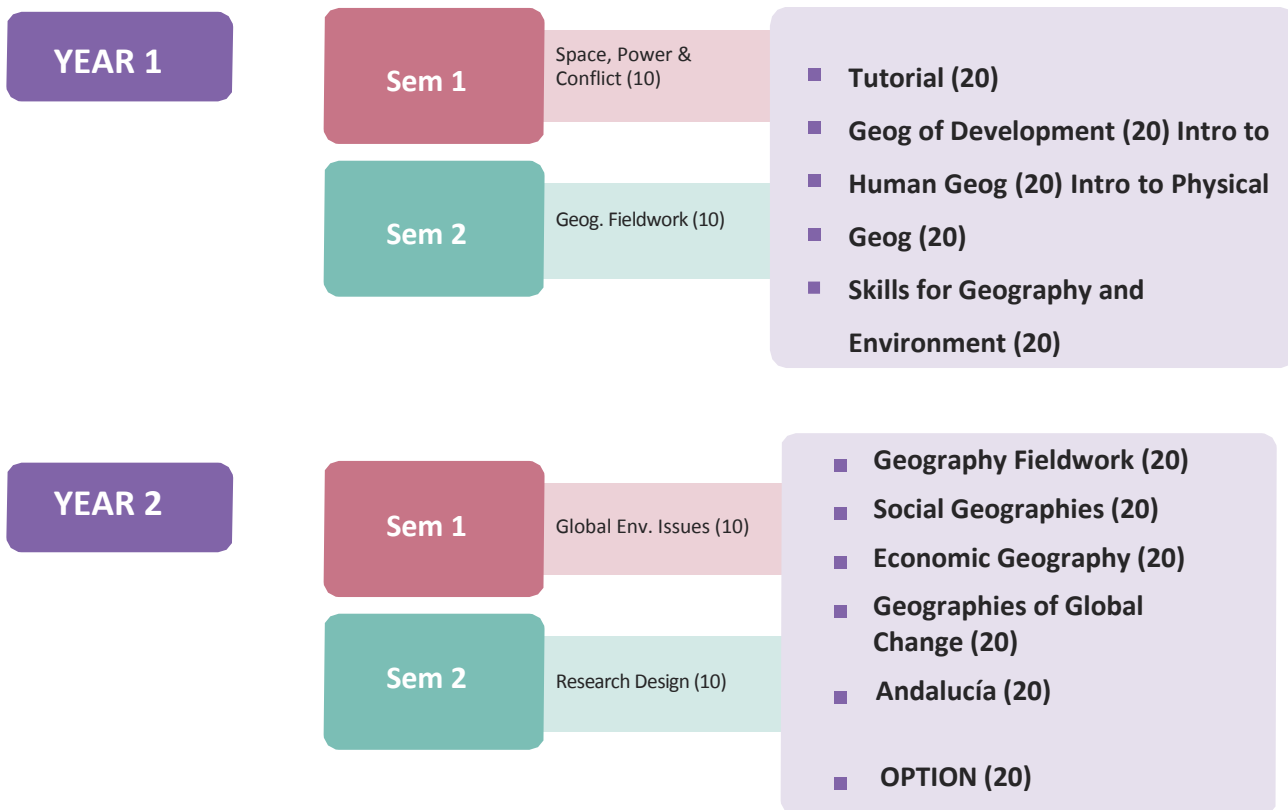 YEAR 1
Sem 1
Space, Power &
Conflict (10)
Sem 2
Geog. Fieldwork (10)
Tutorial (20)
Geog of Development (20) Intro to
Human Geog (20) Intro to Physical
Geog (20)
Skills for Geography and
Environment (20)
YEAR 2
Sem 1
Global Env. Issues (10)
Sem 2
Research Design (10)
Geography Fieldwork (20)
Social Geographies (20)
Economic Geography (20)
Geographies of Global
Change (20)
Andalucía (20)
OPTION (20)